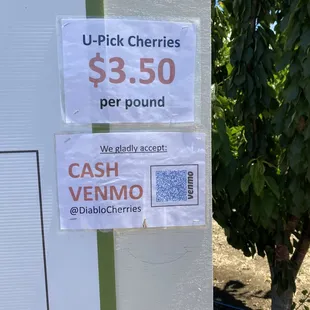 U-Pick Cherries
$3.50
per pound
We gladly accept:
CASH
VENMO
@DiabloCherries
venmo